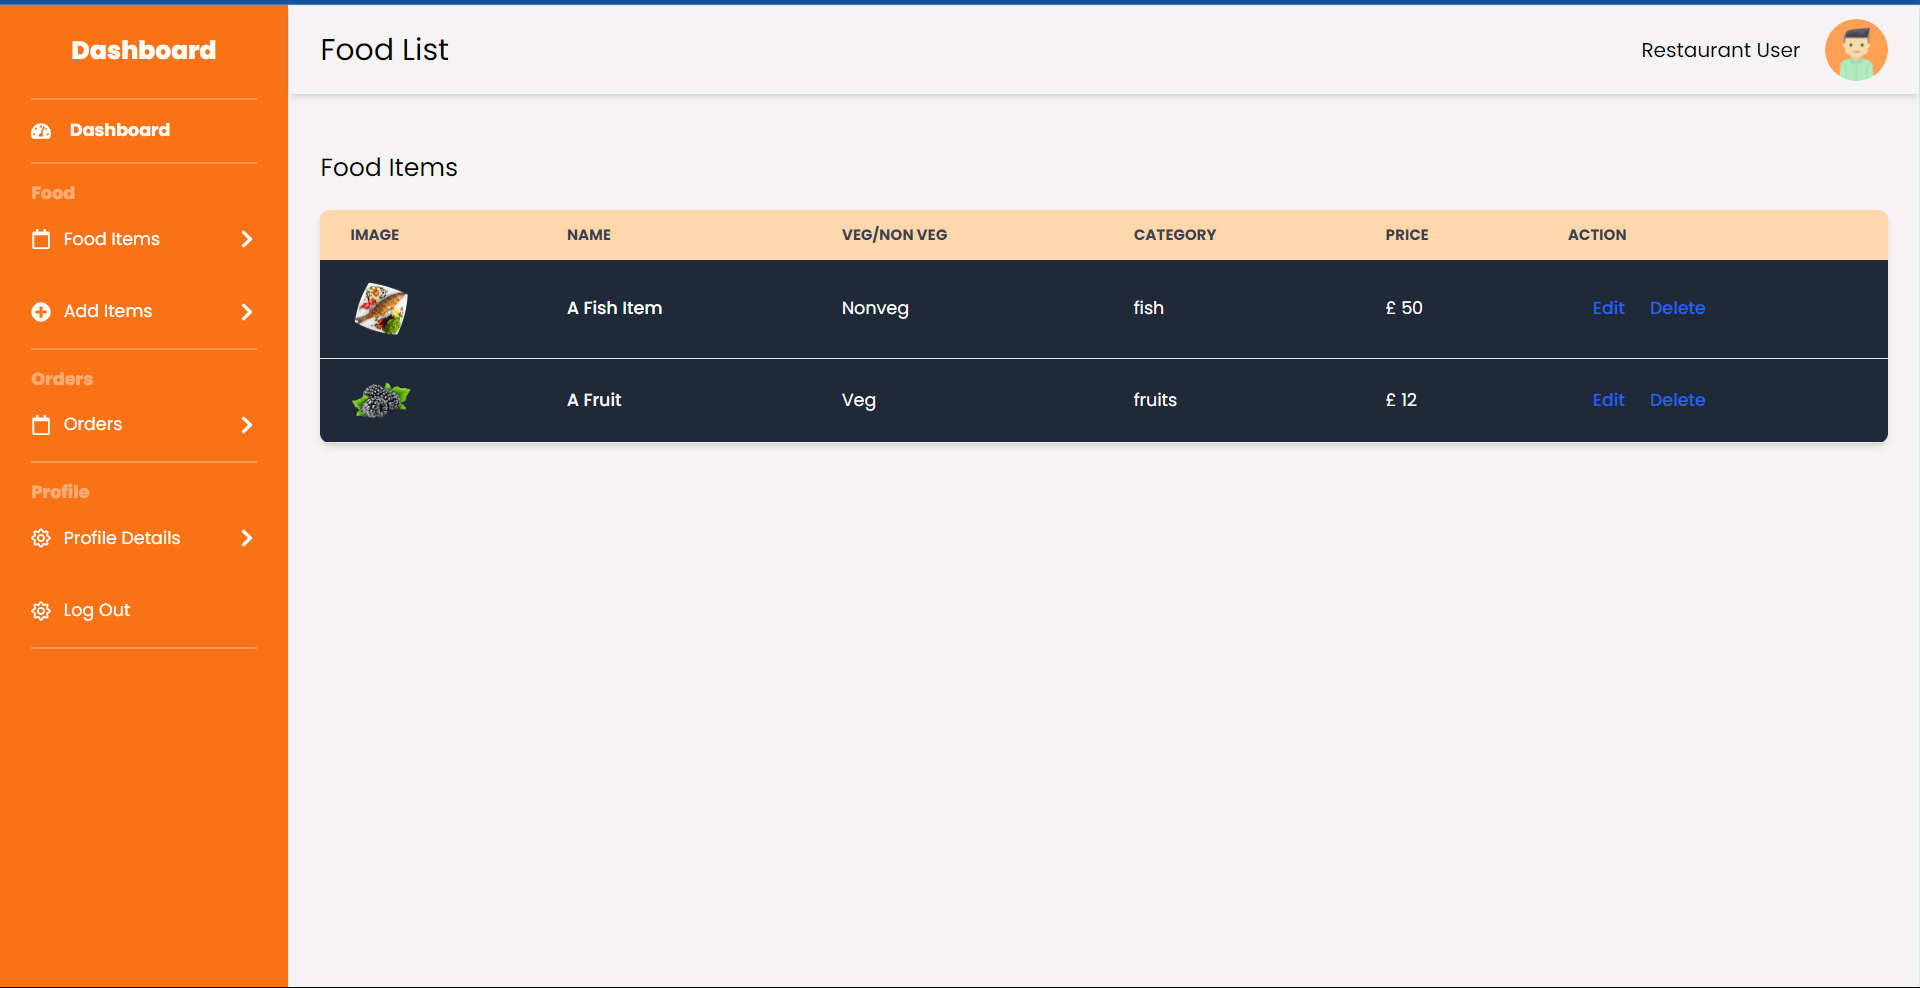 Dashboard
Dashboard
Food
Food Items
Add Items
Orders
Orders
Profile
Profile Details
Log Out
Food List
Restaurant User
Food Items
IMAGE NAME VEG/NON VEG CATEGORY PRICE ACTION
A Fish Item Nonveg fish £ 50 Edit Delete
A Fruit Veg fruits £ 12 Edit Delete